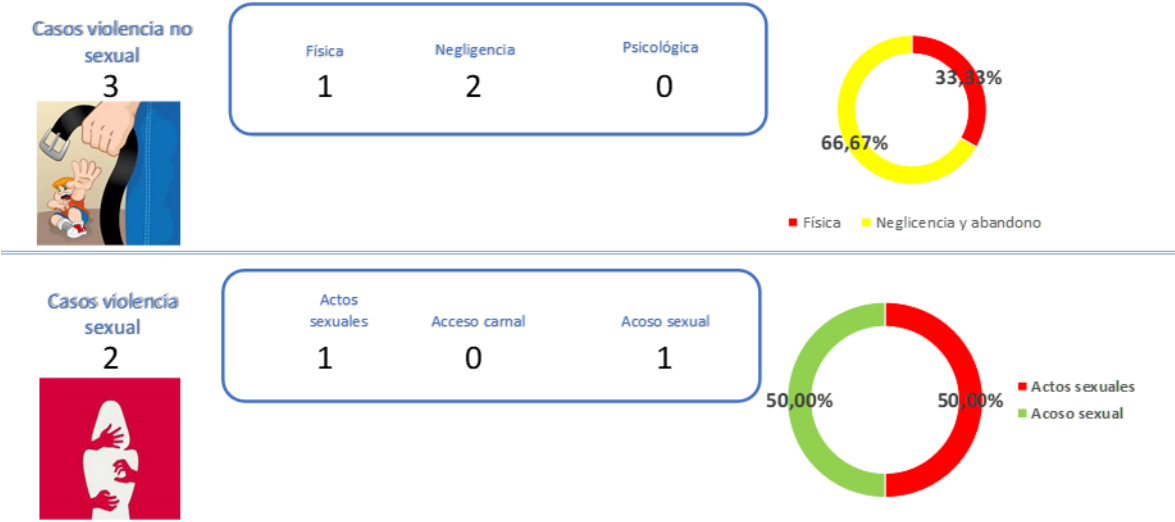 Casos violencia no
sexual
3
Física
1
Negligencia
2
Psicológica
0
33,33%
66,67%
Física
Neglicencia y abandono
Casos violencia
sexual
2
Actos
sexuales
1
Acceso carnal
0
Acoso sexual
1
50,00%
50,00%
Actos sexuales
Acoso sexual